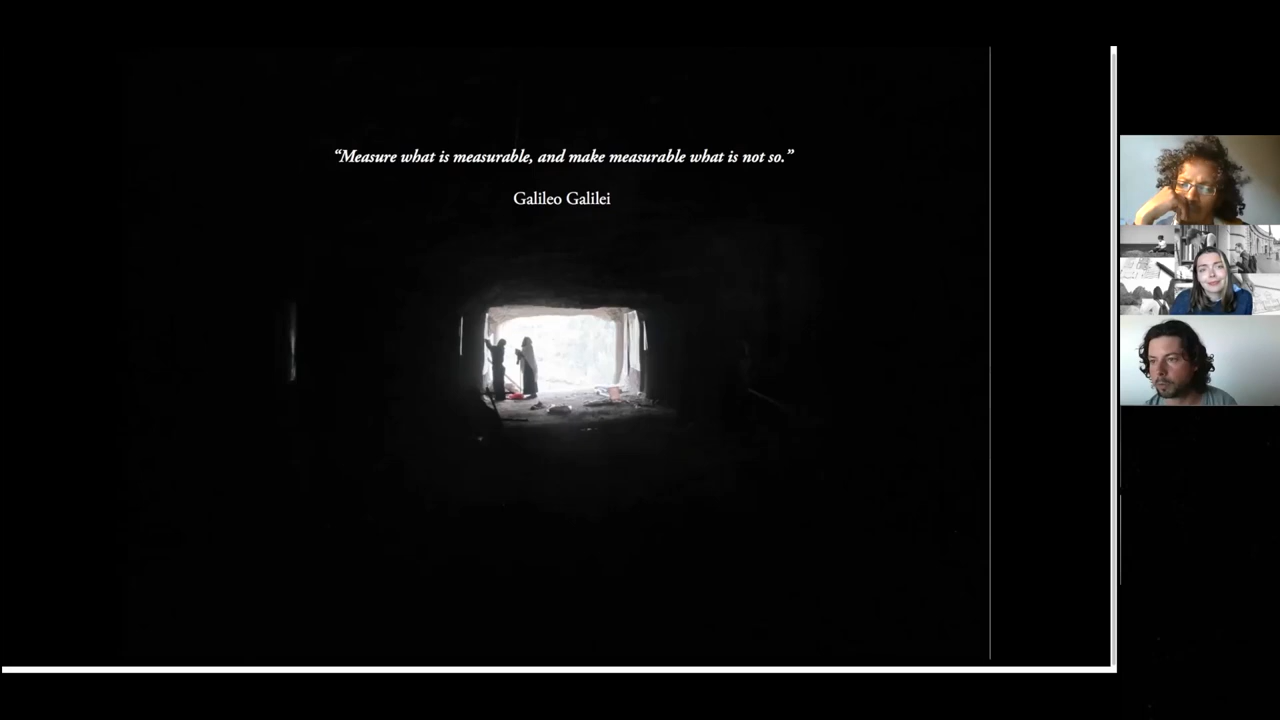 “Measure what is measurable, and make measurable what is not so.”
Galileo Galilei